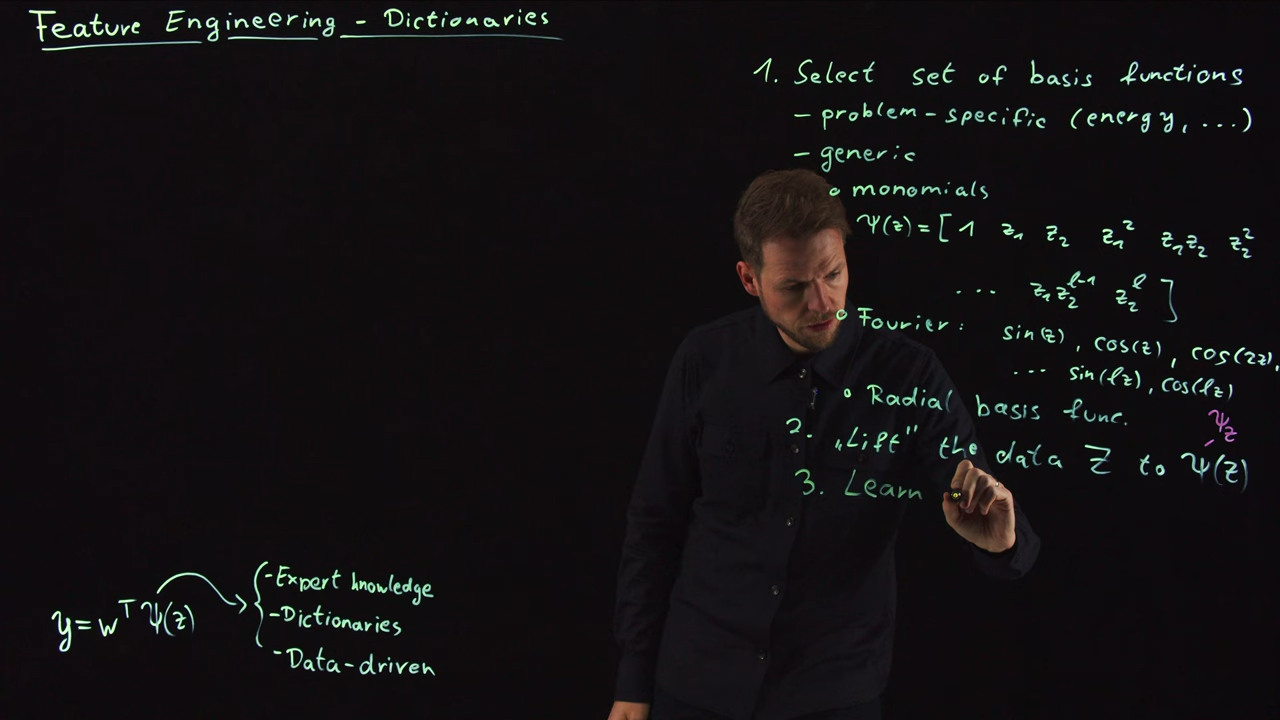 Feature Engineering - Dictionaries
1. Select set of basis functions
- problem-specific (energy, ...)
- generic
∘ monomials
Ψ(z) = [ 1 z₁ z₂ z₁² z₁z₂ z₂²
... z₁z₂^(l-1) z₂^l ]
∘ Fourier: sin(z), cos(z), cos(2z),
... sin(lz), cos(lz)
∘ Radial basis func.
Ψ_Z
2. „Lift" the data Z to Ψ(Z)
3. Learn
y = wᵀ Ψ(z)
- Expert knowledge
- Dictionaries
- Data-driven